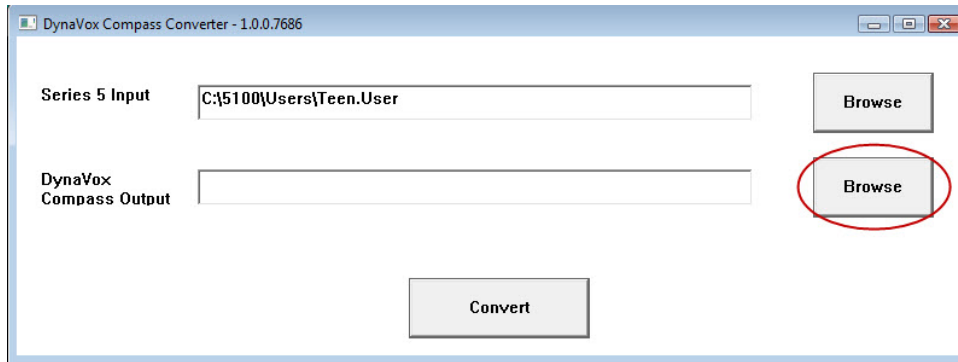 DynaVox Compass Converter - 1.0.0.7686
Series 5 Input
C:\5100\Users\Teen.User
Browse
DynaVox
Compass Output
Browse
Convert